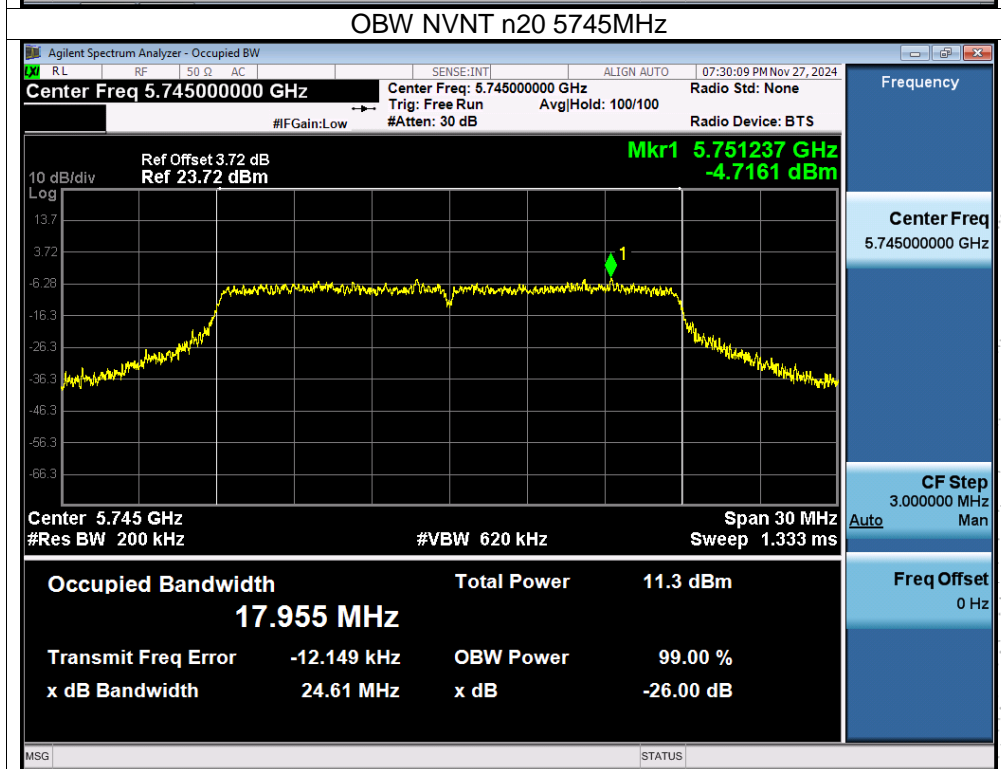 OBW NVNT n20 5745MHz
Agilent Spectrum Analyzer - Occupied BW
LXI RL RF 50 Ω AC SENSE:INT ALIGN AUTO 07:30:09 PM Nov 27, 2024
Center Freq 5.745000000 GHz
Center Freq: 5.745000000 GHz
Radio Std: None
Trig: Free Run Avg|Hold: 100/100
#IFGain:Low #Atten: 30 dB Radio Device: BTS
Ref Offset 3.72 dB
10 dB/div Ref 23.72 dBm
Mkr1 5.751237 GHz
-4.7161 dBm
Log
13.7
3.72
-6.28
-16.3
-26.3
-36.3
-46.3
-56.3
-66.3
1
Center 5.745 GHz Span 30 MHz
#Res BW 200 kHz #VBW 620 kHz Sweep 1.333 ms
Occupied Bandwidth Total Power 11.3 dBm
17.955 MHz
Transmit Freq Error -12.149 kHz OBW Power 99.00 %
x dB Bandwidth 24.61 MHz x dB -26.00 dB
MSG STATUS
Frequency
Center Freq
5.745000000 GHz
CF Step
3.000000 MHz
Auto Man
Freq Offset
0 Hz